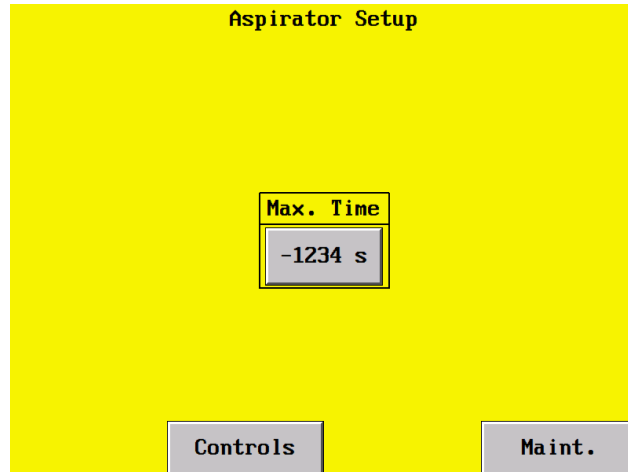 Aspirator Setup
Max. Time
-1234 s
Controls
Maint.